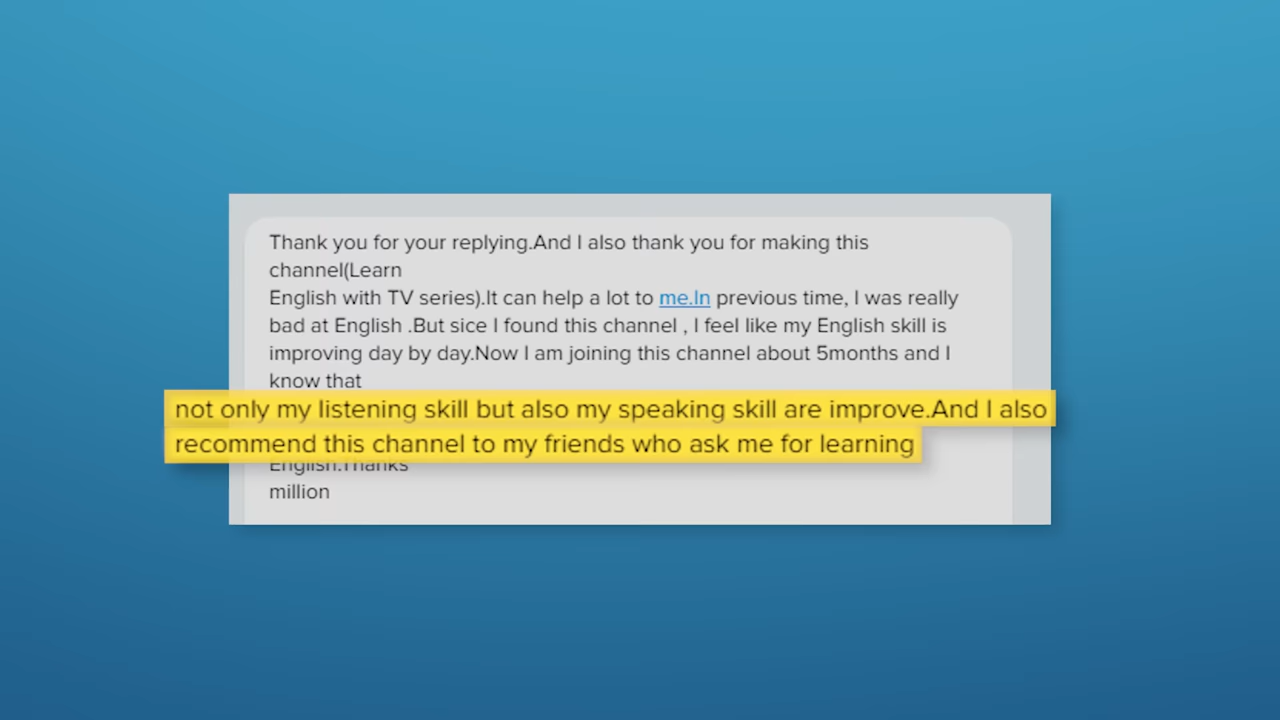 Thank you for your replying.And I also thank you for making this
channel(Learn
English with TV series).It can help a lot to me.In previous time, I was really
bad at English .But sice I found this channel , I feel like my English skill is
improving day by day.Now I am joining this channel about 5months and I
know that
not only my listening skill but also my speaking skill are improve.And I also
recommend this channel to my friends who ask me for learning
English.Thanks
million